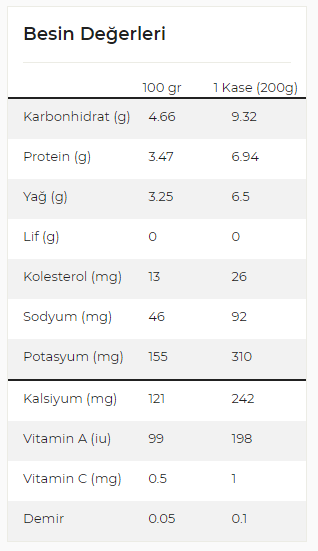 Besin Değerleri
100 gr 1 Kase (200g)
Karbonhidrat (g) 4.66 9.32
Protein (g) 3.47 6.94
Yağ (g) 3.25 6.5
Lif (g) 0 0
Kolesterol (mg) 13 26
Sodyum (mg) 46 92
Potasyum (mg) 155 310
Kalsiyum (mg) 121 242
Vitamin A (iu) 99 198
Vitamin C (mg) 0.5 1
Demir 0.05 0.1